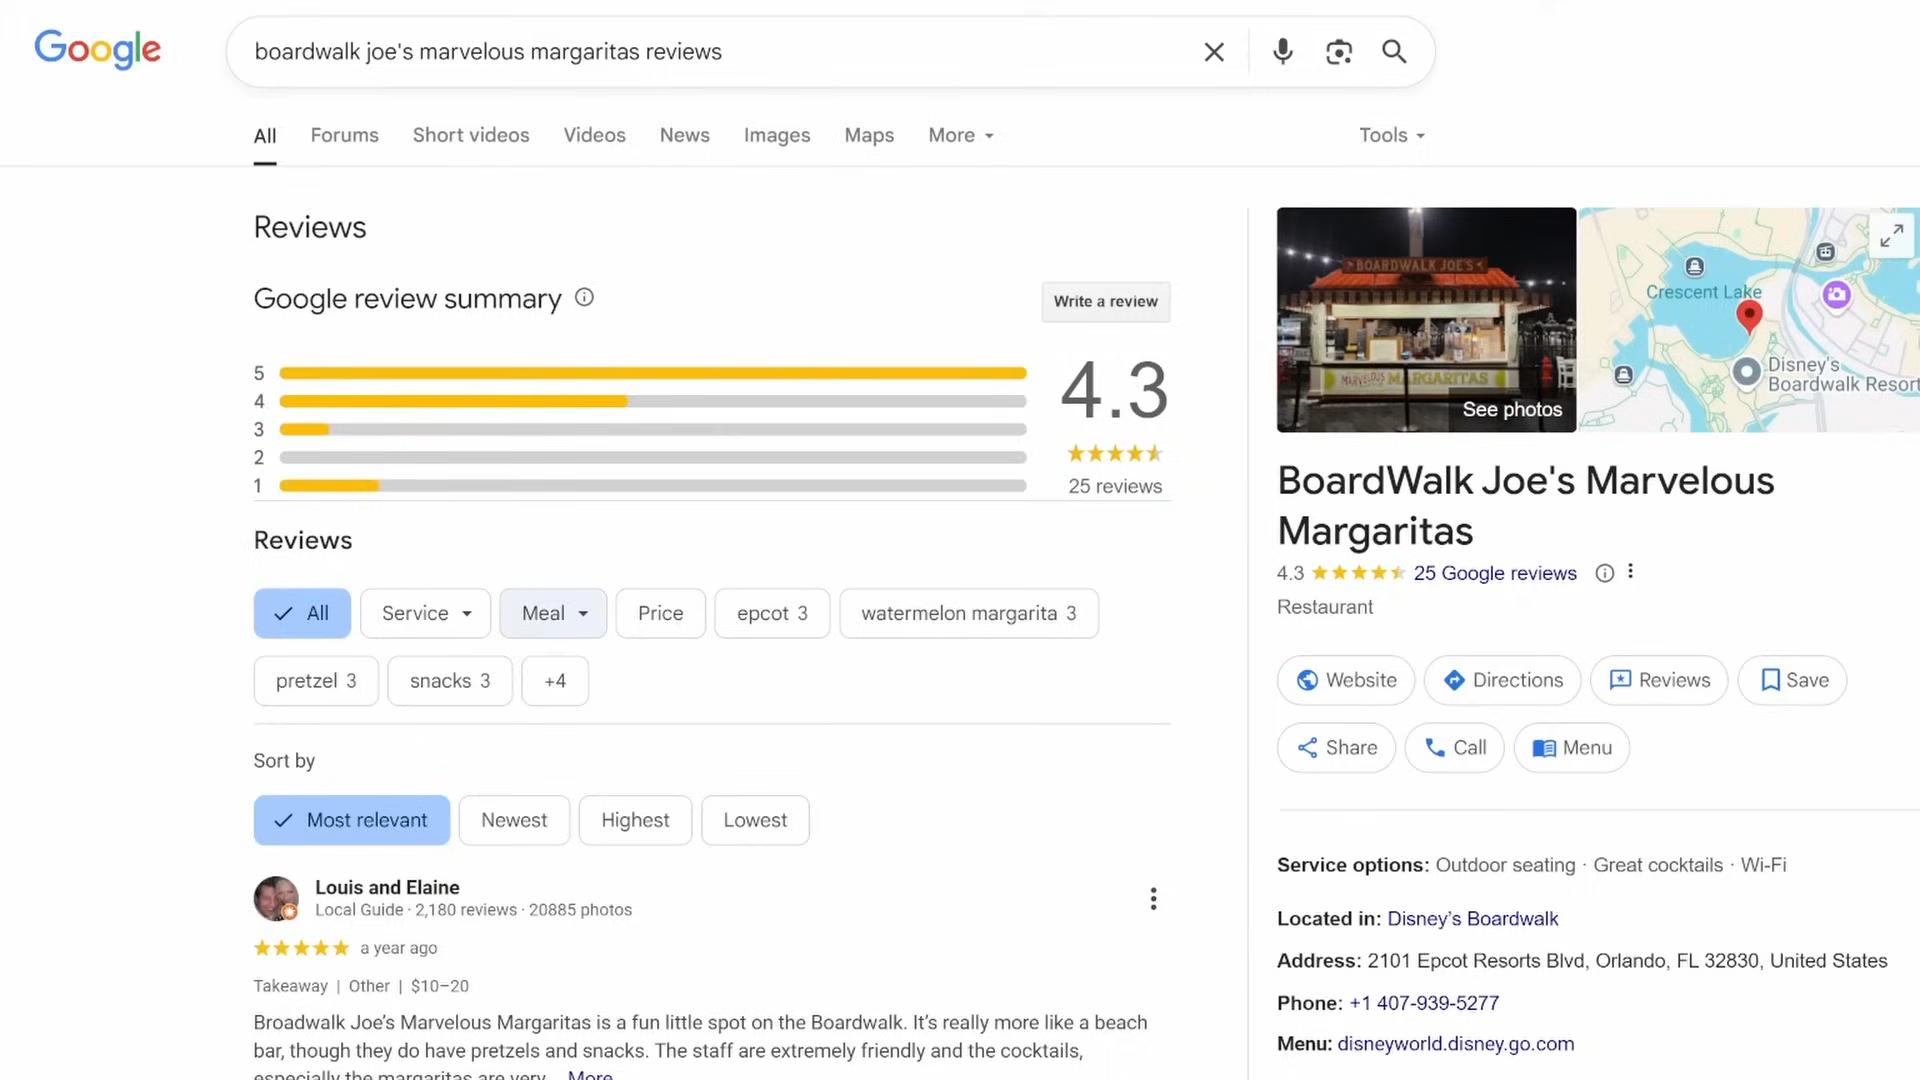 Google
boardwalk joe's marvelous margaritas reviews
All Forums Short videos Videos News Images Maps More Tools
Reviews
Google review summary
Write a review
5
4
3
2
1
4.3
25 reviews
Reviews
All Service Meal Price epcot 3 watermelon margarita 3
pretzel 3 snacks 3 +4
Sort by
Most relevant Newest Highest Lowest
Louis and Elaine
Local Guide · 2,180 reviews · 20885 photos
a year ago
Takeaway | Other | $10–20
Broadwalk Joe’s Marvelous Margaritas is a fun little spot on the Boardwalk. It’s really more like a beach
bar, though they do have pretzels and snacks. The staff are extremely friendly and the cocktails,
especially the margaritas are very... More
BOARDWALK JOE'S
MARVELOUS MARGARITAS
See photos
Crescent Lake
Disney's
Boardwalk Resort
BoardWalk Joe's Marvelous
Margaritas
4.3 25 Google reviews
Restaurant
Website Directions Reviews Save
Share Call Menu
Service options: Outdoor seating · Great cocktails · Wi-Fi
Located in: Disney’s Boardwalk
Address: 2101 Epcot Resorts Blvd, Orlando, FL 32830, United States
Phone: +1 407-939-5277
Menu: disneyworld.disney.go.com